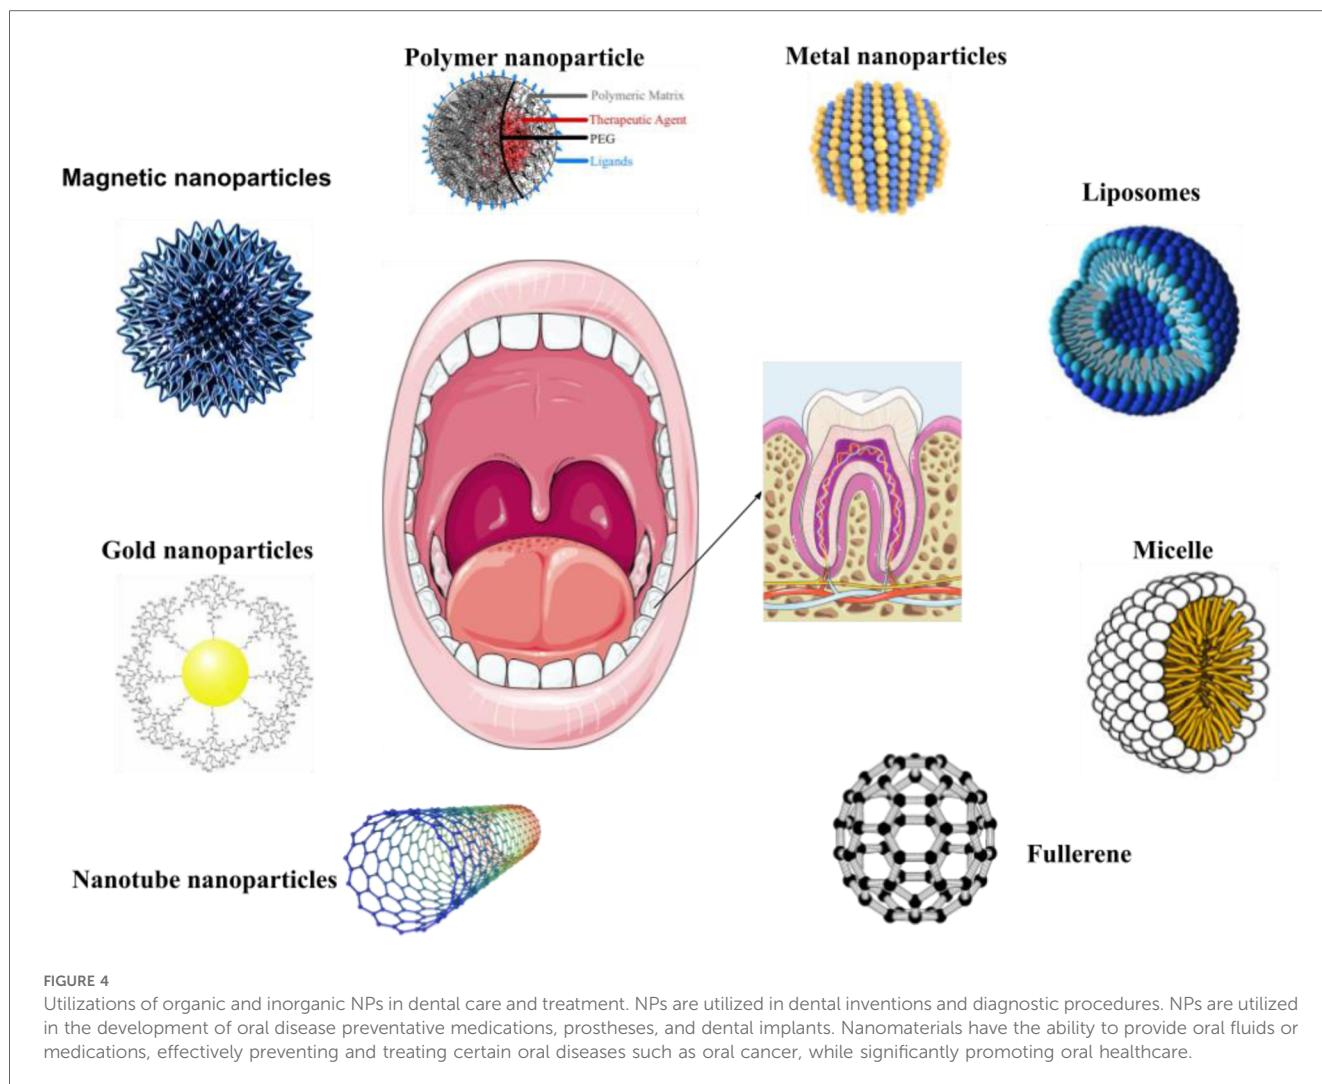 Polymer nanoparticle
Polymeric Matrix
Therapeutic Agent
PEG
Ligands
Metal nanoparticles
Magnetic nanoparticles
Liposomes
Gold nanoparticles
Micelle
Nanotube nanoparticles
Fullerene
FIGURE 4
Utilizations of organic and inorganic NPs in dental care and treatment. NPs are utilized in dental inventions and diagnostic procedures. NPs are utilized
in the development of oral disease preventative medications, prostheses, and dental implants. Nanomaterials have the ability to provide oral fluids or
medications, effectively preventing and treating certain oral diseases such as oral cancer, while significantly promoting oral healthcare.